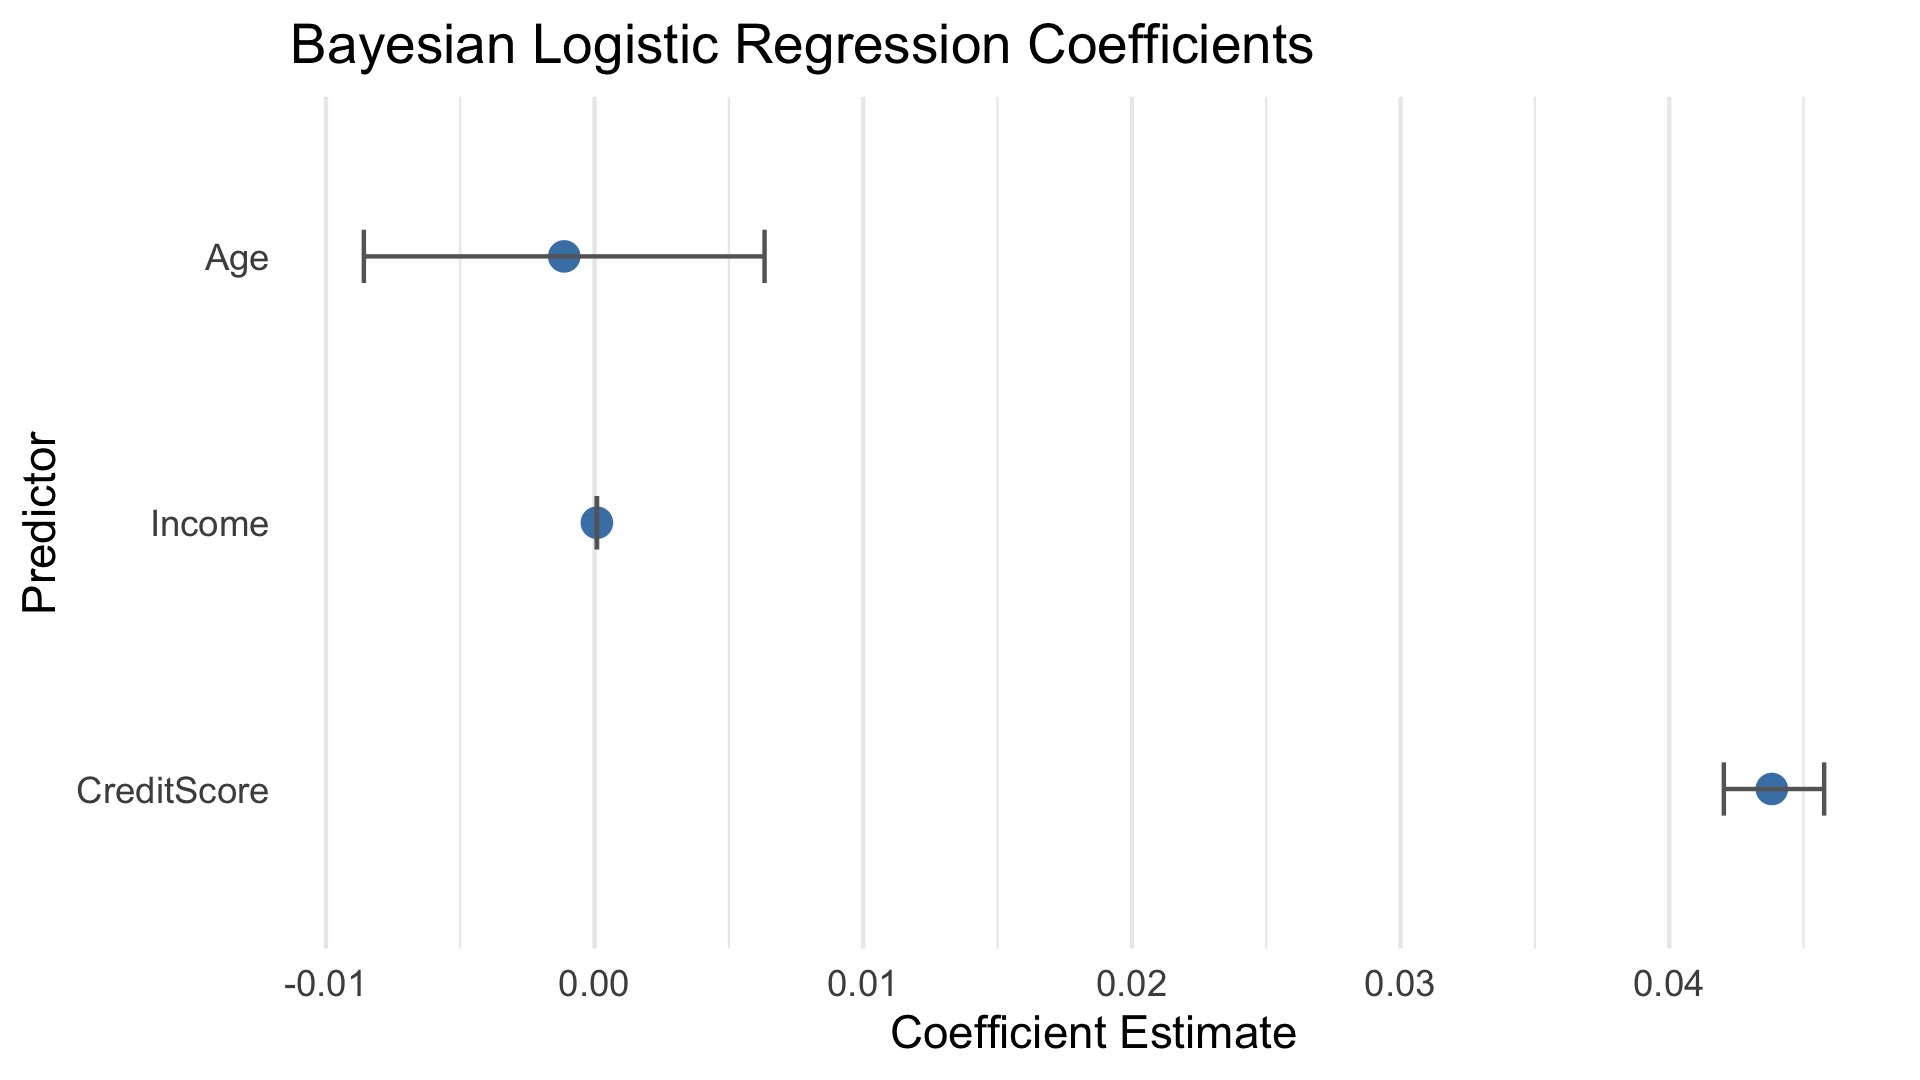 Bayesian Logistic Regression Coefficients
Predictor
Age
Income
CreditScore
-0.01 0.00 0.01 0.02 0.03 0.04
Coefficient Estimate